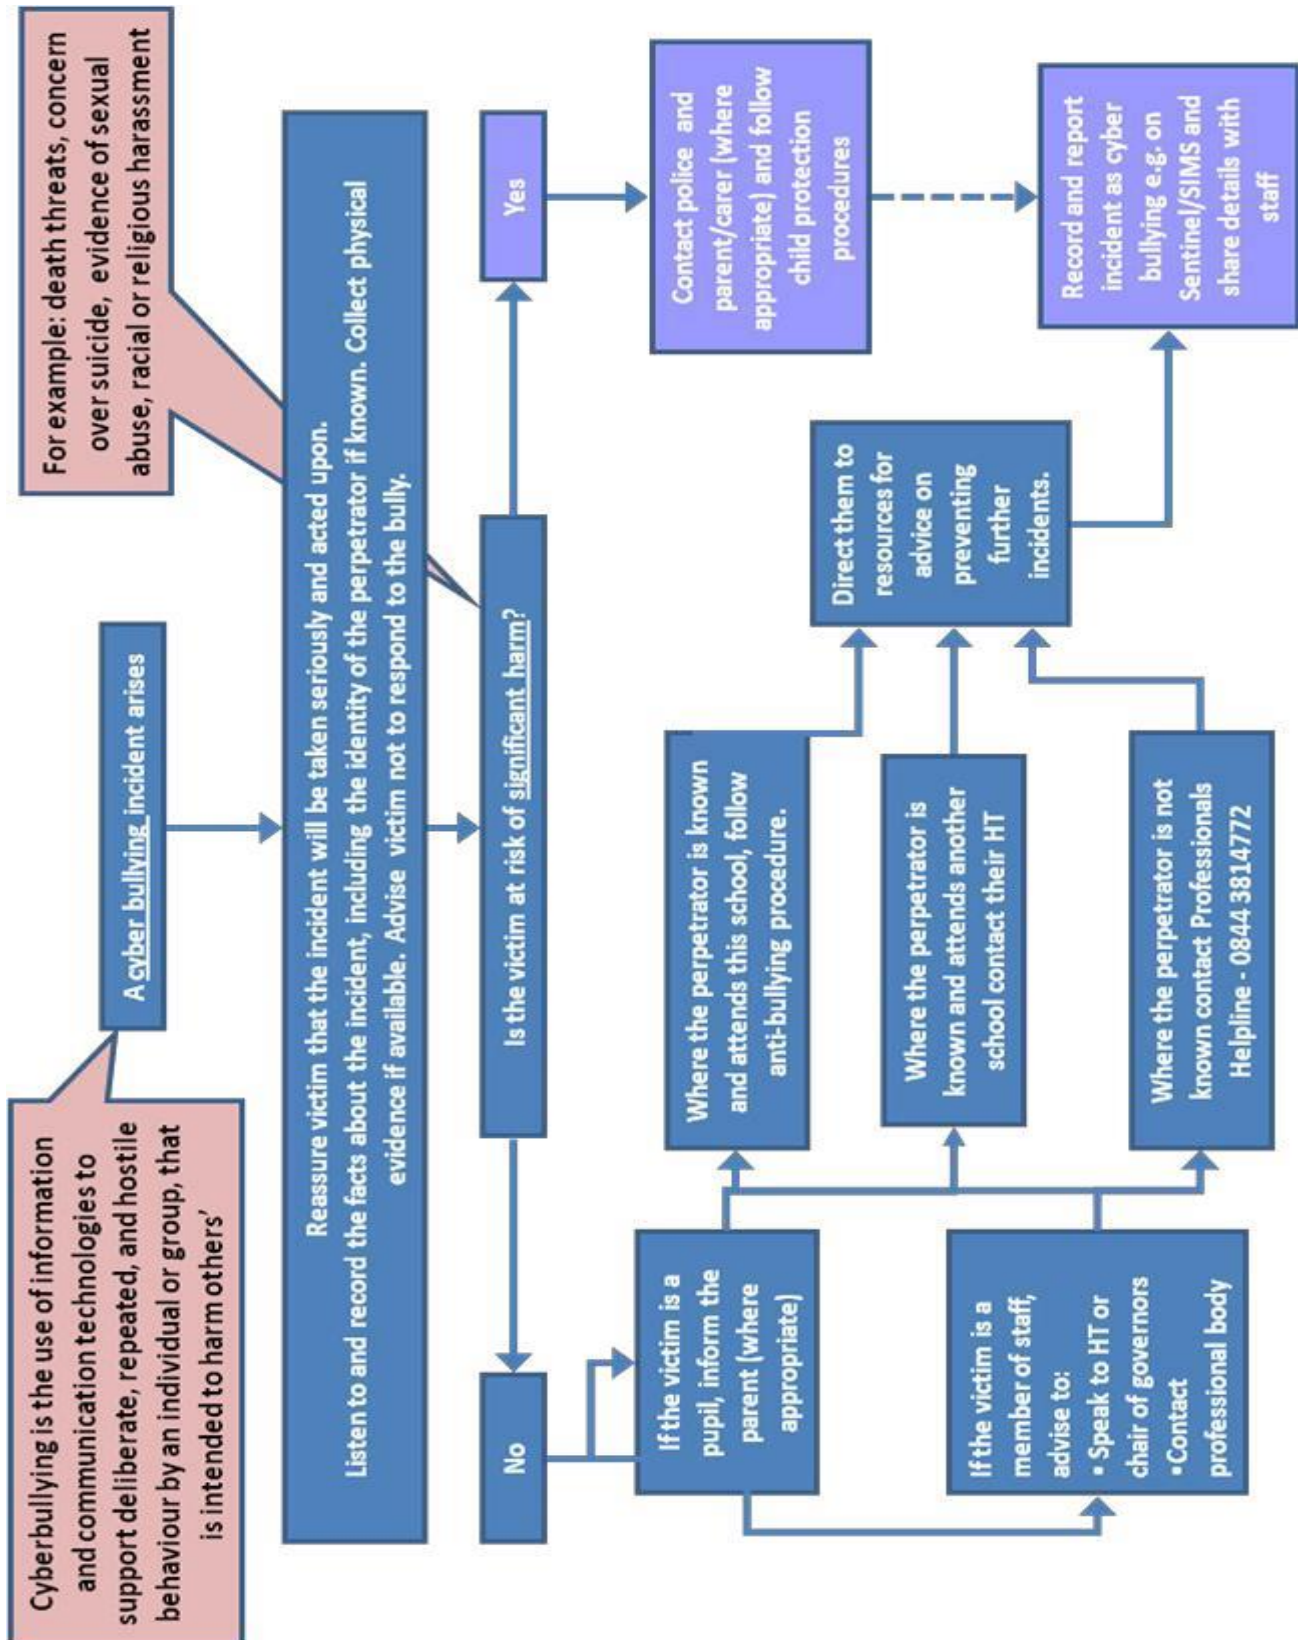 Cyberbullying is the use of information
and communication technologies to
support deliberate, repeated, and hostile
behaviour by an individual or group, that
is intended to harm others’
A cyber bullying incident arises
For example: death threats, concern
over suicide, evidence of sexual
abuse, racial or religious harassment
Reassure victim that the incident will be taken seriously and acted upon.
Listen to and record the facts about the incident, including the identity of the perpetrator if known. Collect physical
evidence if available. Advise victim not to respond to the bully.
Is the victim at risk of significant harm?
No
Yes
If the victim is a
pupil, inform the
parent (where
appropriate)
If the victim is a
member of staff,
advise to:
• Speak to HT or
chair of governors
•Contact
professional body
Where the perpetrator is known
and attends this school, follow
anti-bullying procedure.
Where the perpetrator is
known and attends another
school contact their HT
Where the perpetrator is not
known contact Professionals
Helpline - 0844 3814772
Direct them to
resources for
advice on
preventing
further
incidents.
Contact police and
parent/carer (where
appropriate) and follow
child protection
procedures
Record and report
incident as cyber
bullying e.g. on
Sentinel/SIMS and
share details with
staff